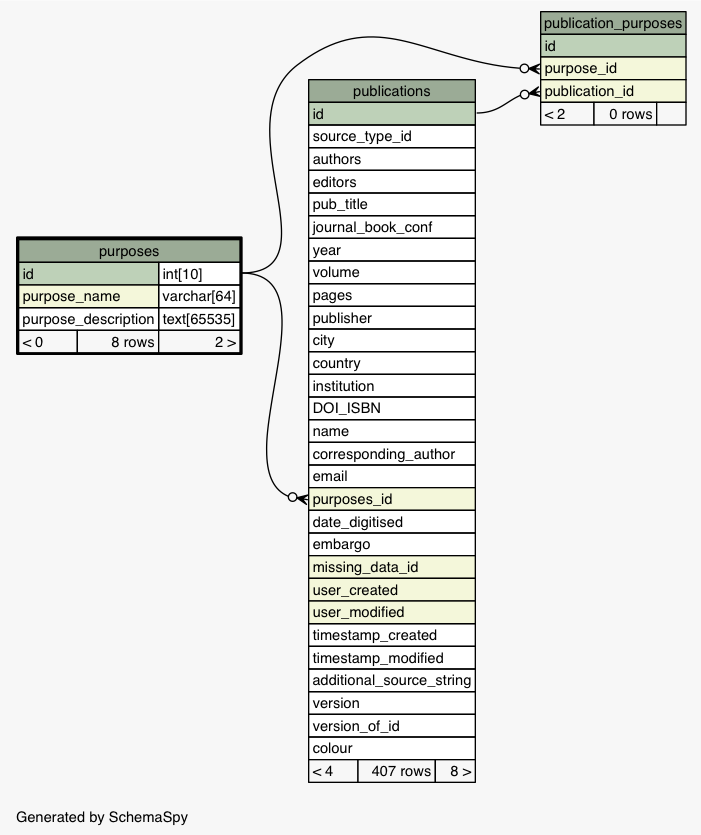 publication_purposes
id
purpose_id
publication_id
< 2 0 rows
publications
id
source_type_id
authors
editors
pub_title
journal_book_conf
year
volume
pages
publisher
city
country
institution
DOI_ISBN
name
corresponding_author
email
purposes_id
date_digitised
embargo
missing_data_id
user_created
user_modified
timestamp_created
timestamp_modified
additional_source_string
version
version_of_id
colour
< 4 407 rows 8 >
purposes
id int[10]
purpose_name varchar[64]
purpose_description text[65535]
< 0 8 rows 2 >
Generated by SchemaSpy